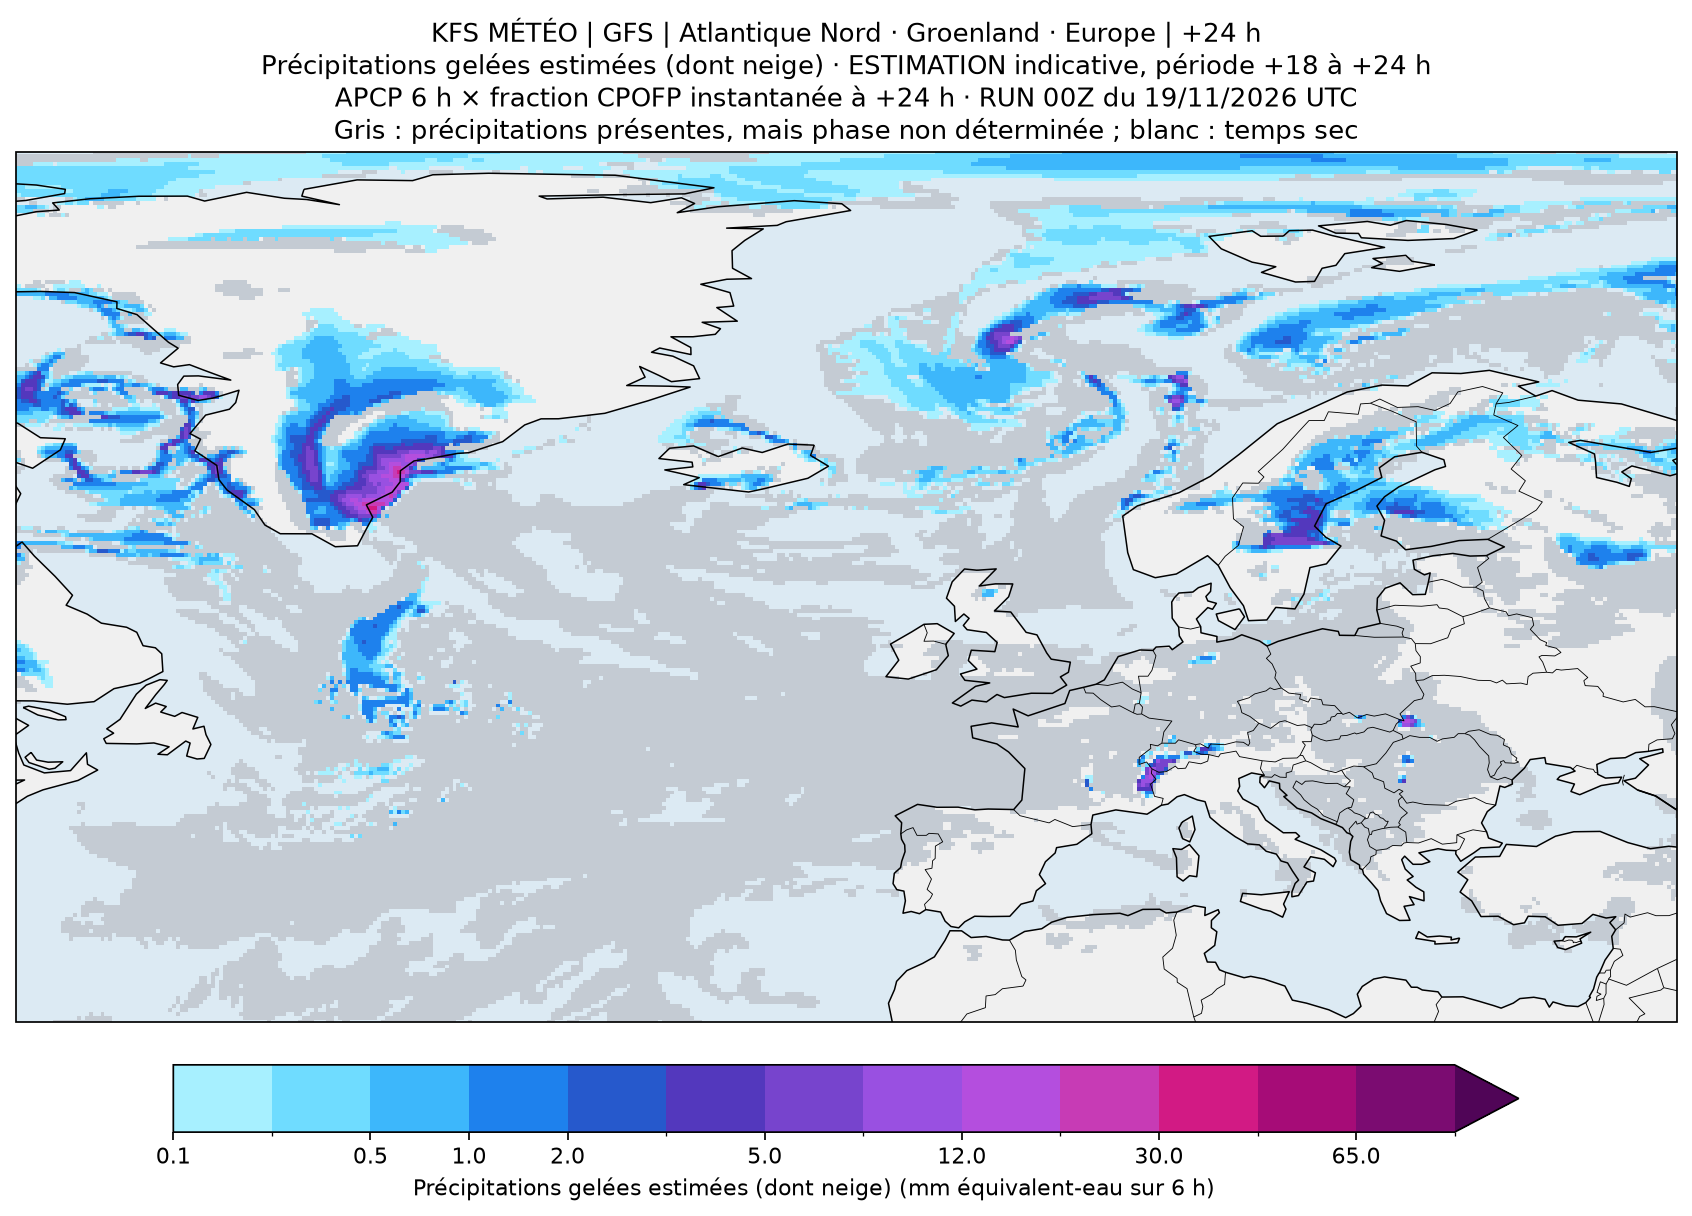 KFS MÉTÉO | GFS | Atlantique Nord · Groenland · Europe | +24 h
Précipitations gelées estimées (dont neige) · ESTIMATION indicative, période +18 à +24 h
APCP 6 h × fraction CPOFP instantanée à +24 h · RUN 00Z du 19/11/2026 UTC
Gris : précipitations présentes, mais phase non déterminée ; blanc : temps sec
0.1 0.5 1.0 2.0 5.0 12.0 30.0 65.0
Précipitations gelées estimées (dont neige) (mm équivalent-eau sur 6 h)